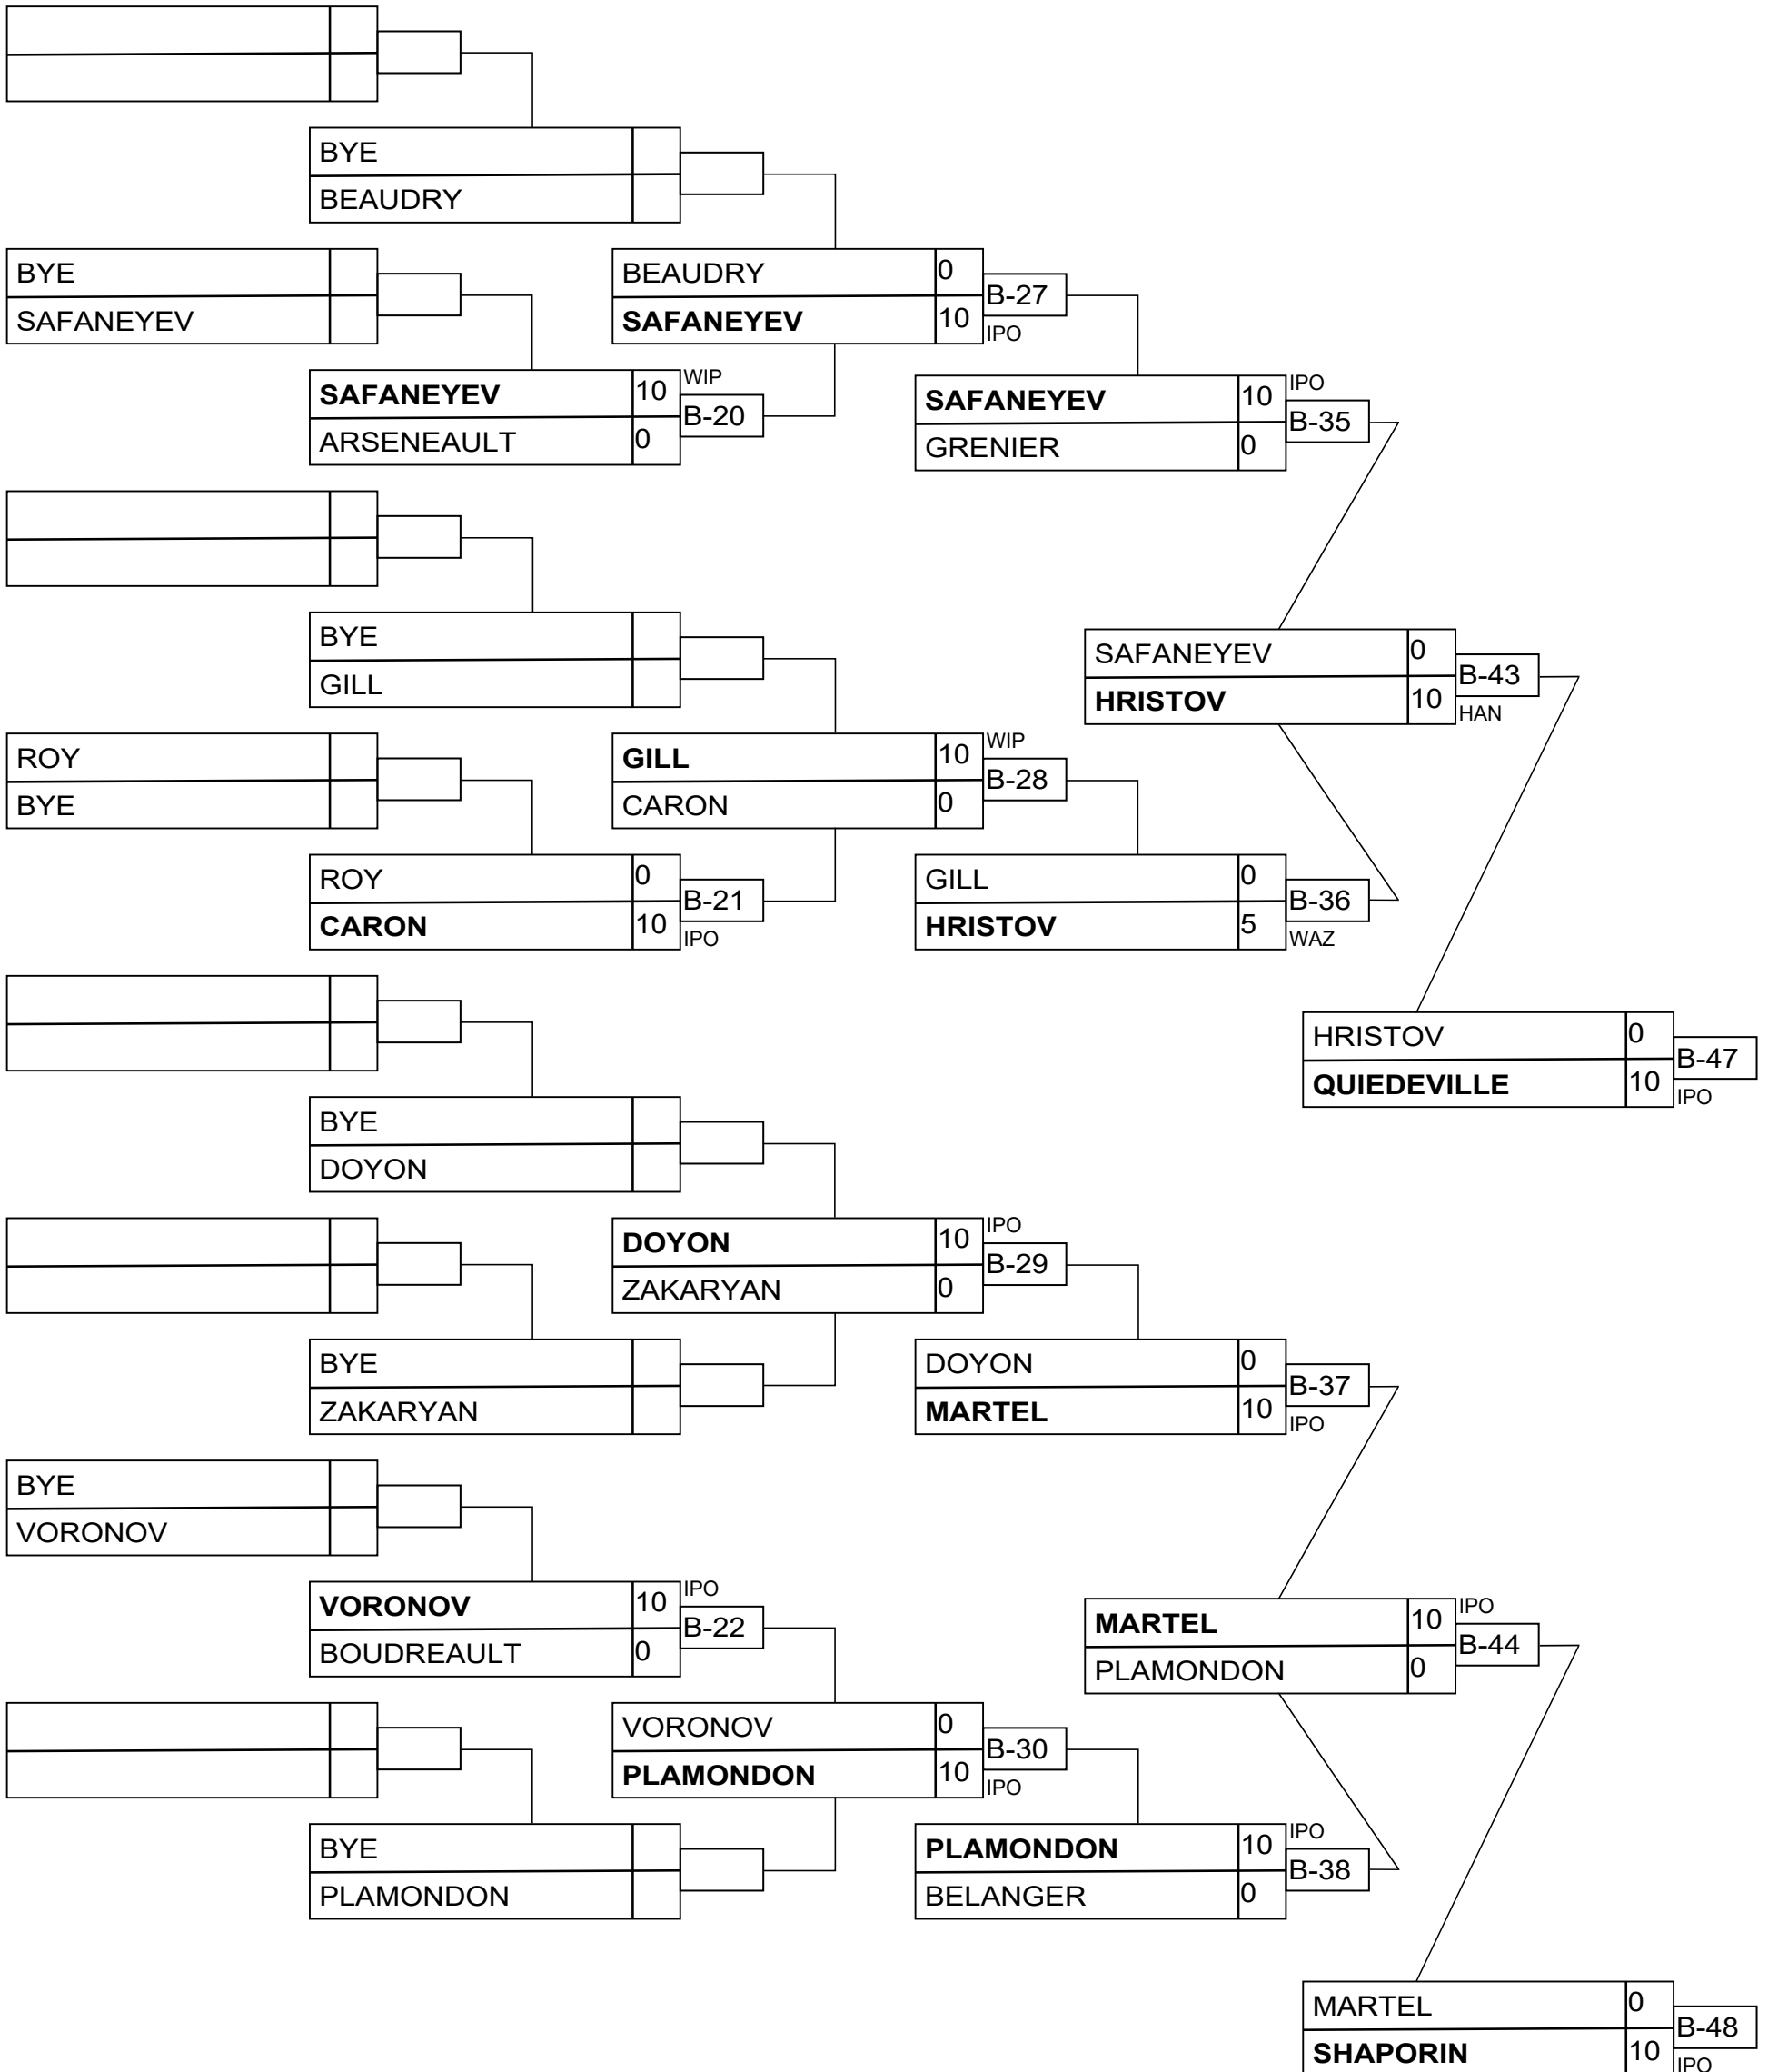 BYE
BEAUDRY
BYE
SAFANEYEV
BEAUDRY 0
B-27
SAFANEYEV 10
IPO
SAFANEYEV 10
WIP
B-20
ARSENEAULT 0
SAFANEYEV 10
IPO
B-35
GRENIER 0
BYE
GILL
SAFANEYEV 0
B-43
HRISTOV 10
HAN
ROY
BYE
GILL 10
WIP
B-28
CARON 0
ROY 0
B-21
CARON 10
IPO
GILL 0
B-36
HRISTOV 5
WAZ
HRISTOV 0
B-47
QUIEDEVILLE 10
IPO
BYE
DOYON
DOYON 10
IPO
B-29
ZAKARYAN 0
BYE
ZAKARYAN
DOYON 0
B-37
MARTEL 10
IPO
BYE
VORONOV
VORONOV 10
IPO
B-22
BOUDREAULT 0
MARTEL 10
IPO
B-44
PLAMONDON 0
VORONOV 0
B-30
PLAMONDON 10
IPO
BYE
PLAMONDON
PLAMONDON 10
IPO
B-38
BELANGER 0
MARTEL 0
B-48
SHAPORIN 10
IPO